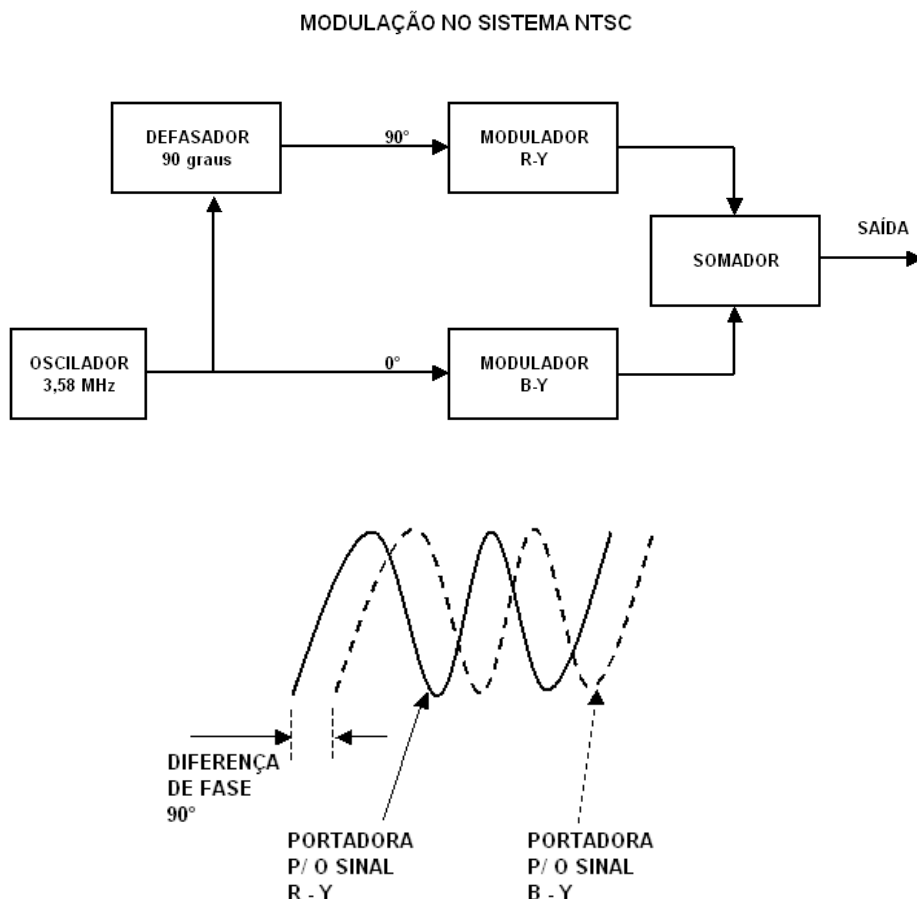 MODULAÇÃO NO SISTEMA NTSC
DEFASADOR
90 graus
90°
MODULADOR
R-Y
SOMADOR
SAÍDA
OSCILADOR
3,58 MHz
0°
MODULADOR
B-Y
DIFERENÇA
DE FASE
90°
PORTADORA
P/ O SINAL
R - Y
PORTADORA
P/ O SINAL
B - Y